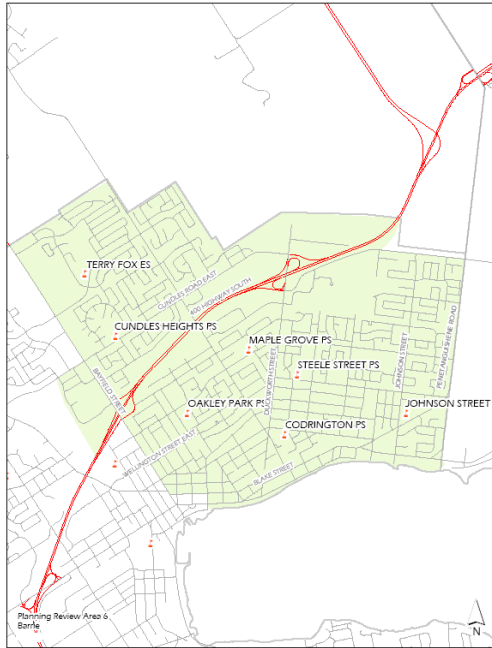 TERRY FOX ES
CUNDLES ROAD EAST
400 HIGHWAY SOUTH
CUNDLES HEIGHTS PS
MAPLE GROVE PS
STEELE STREET PS
DUCKWORTH STREET
JOHNSON STREET
PENETANGUISHENE ROAD
BAYFIELD STREET
OAKLEY PARK PS
JOHNSON STREET
CODRINGTON PS
WELLINGTON STREET EAST
BLAKE STREET
Planning Review Area 6
Barrie
N